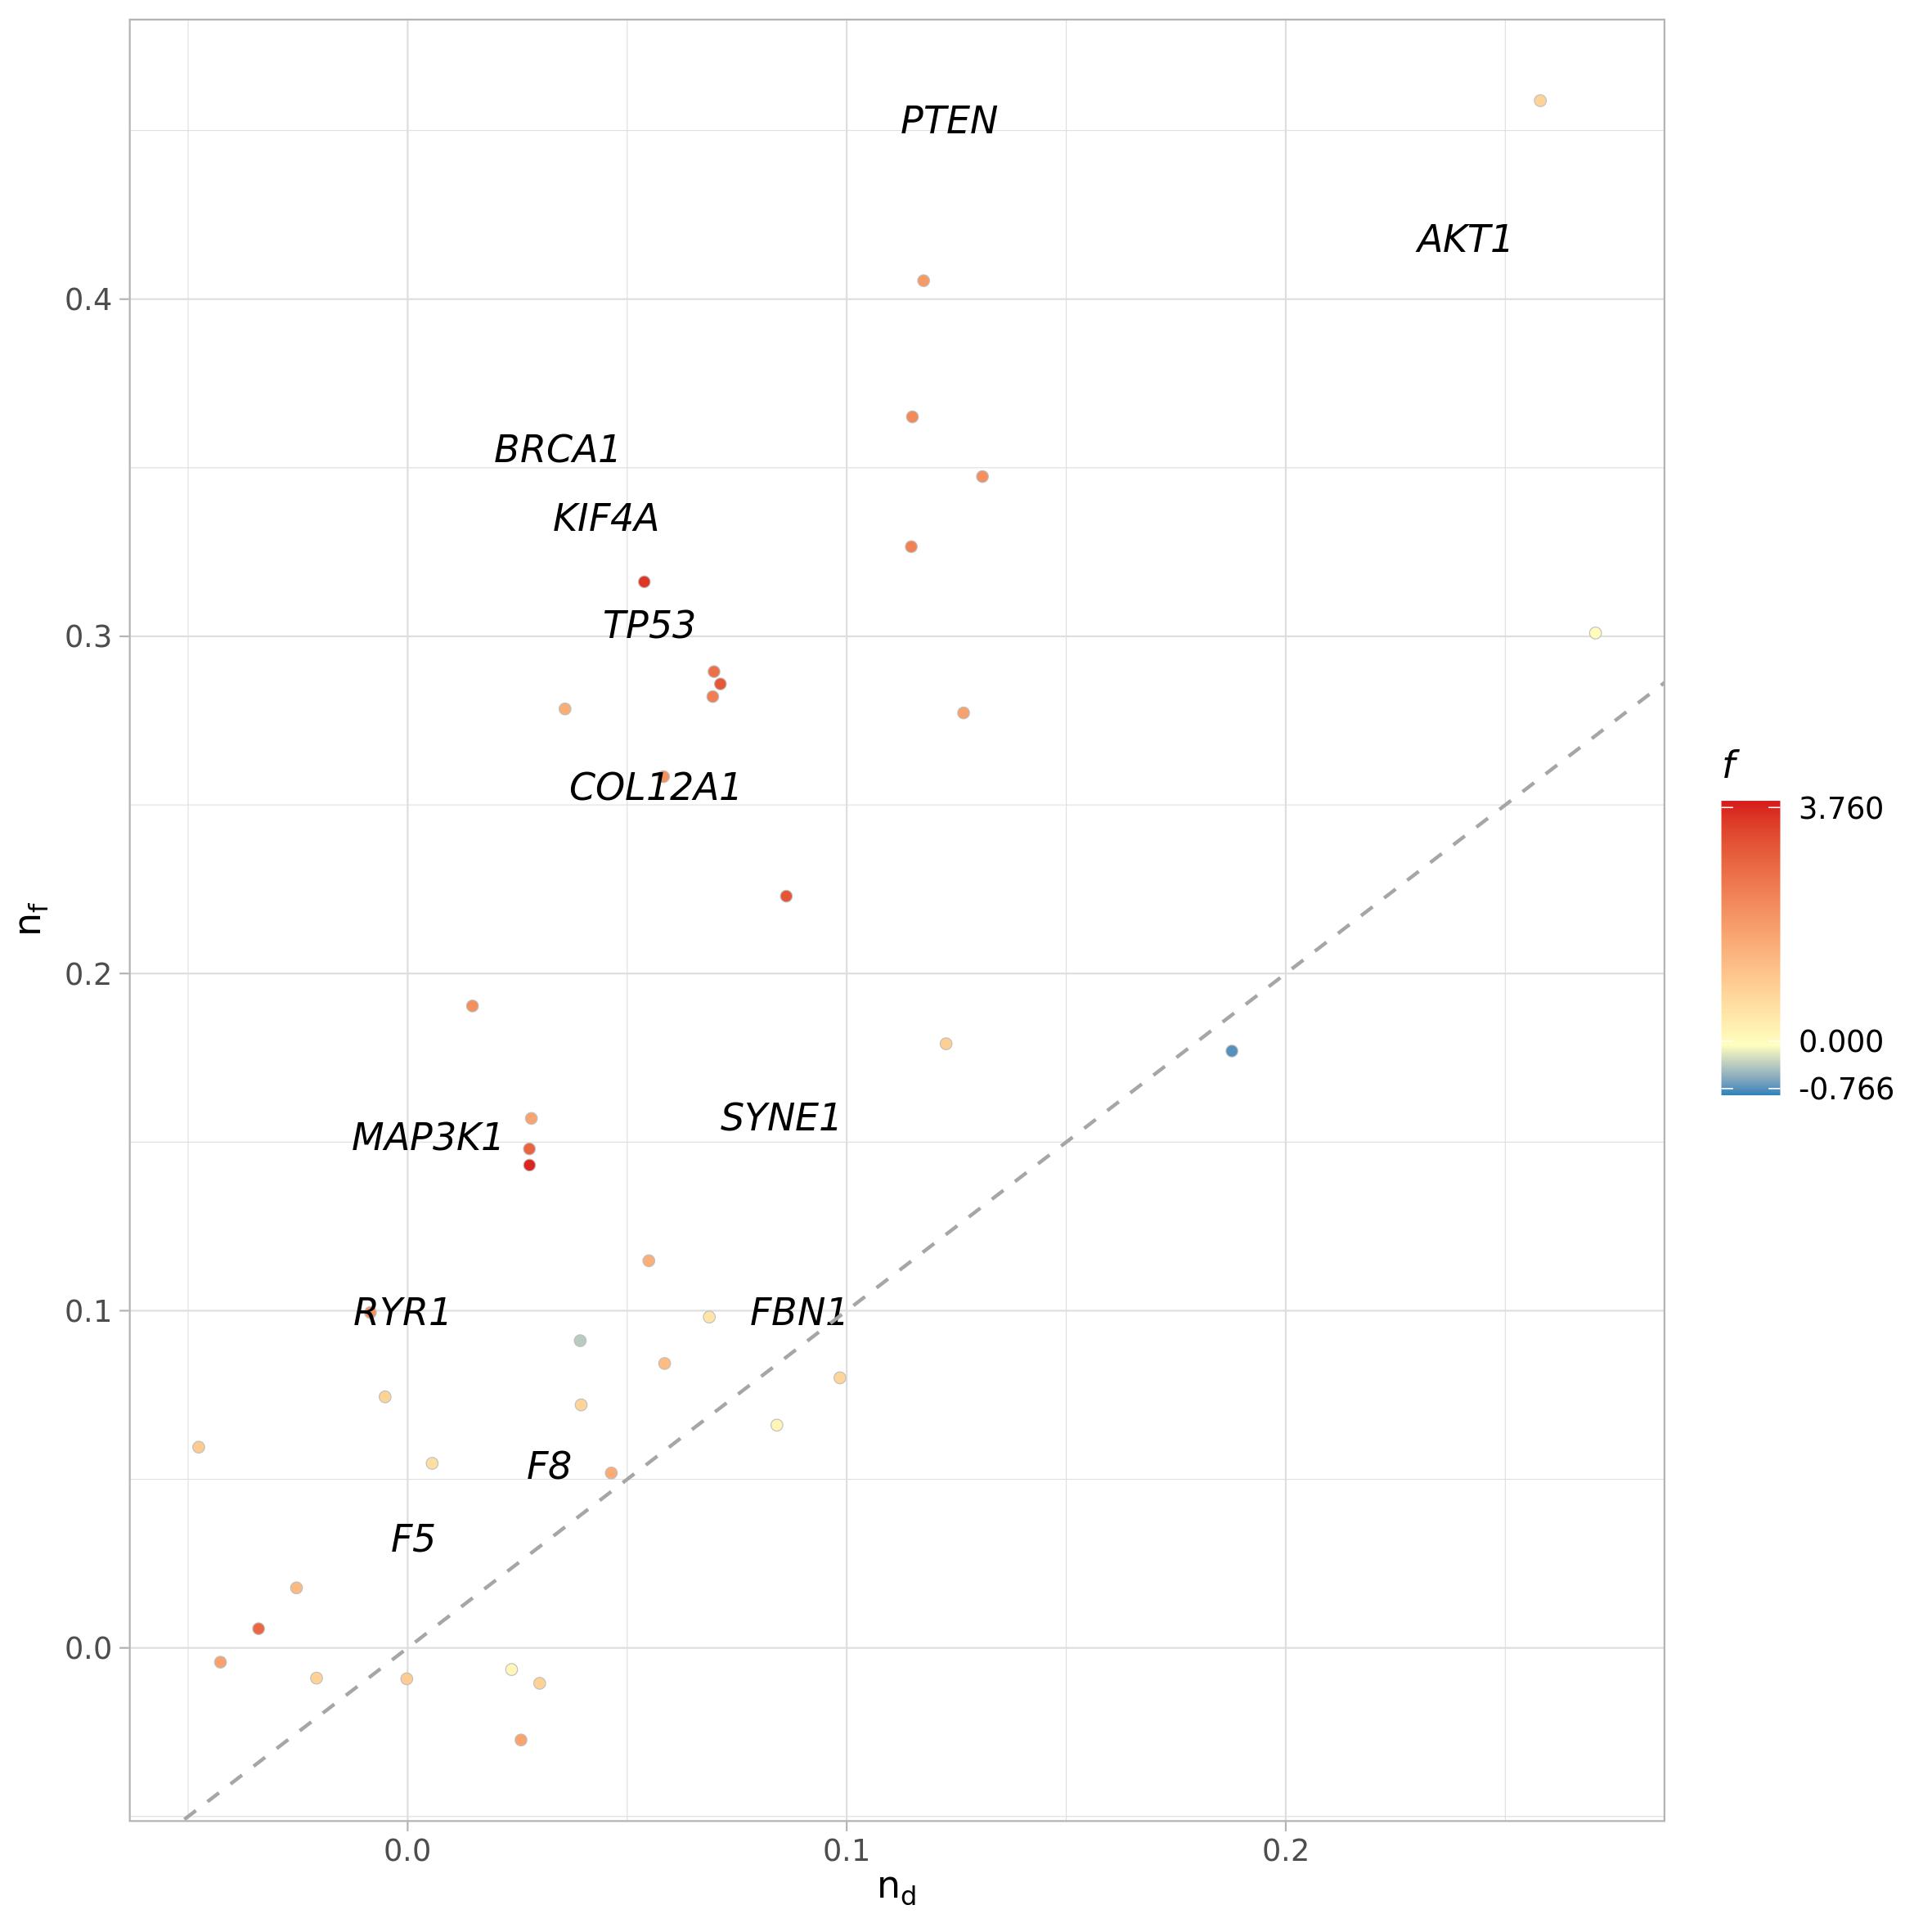 PTEN
AKT1
0.4
BRCA1
KIF4A
TP53
0.3
COL12A1
f
3.760
0.000
-0.766
nf
0.2
MAP3K1
SYNE1
RYR1
FBN1
0.1
F8
F5
0.0
0.0
0.1
0.2
nd